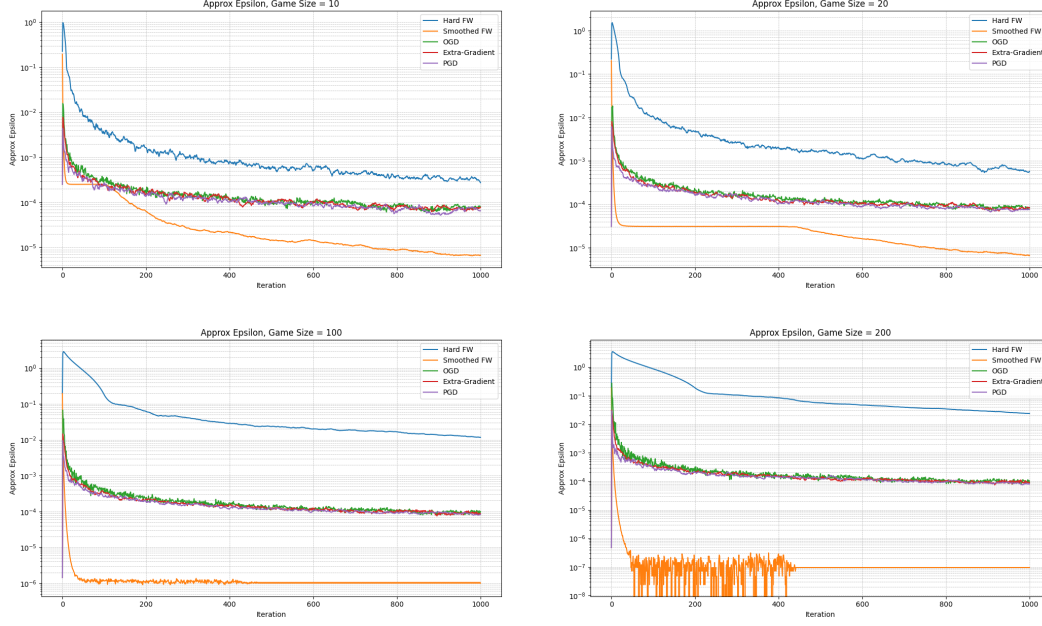 Approx Epsilon, Game Size = 10
Approx Epsilon
10^0
10^-1
10^-2
10^-3
10^-4
10^-5
Hard FW
Smoothed FW
OGD
Extra-Gradient
PGD
0 200 400 600 800 1000
Iteration
Approx Epsilon, Game Size = 20
Approx Epsilon
10^0
10^-1
10^-2
10^-3
10^-4
10^-5
Hard FW
Smoothed FW
OGD
Extra-Gradient
PGD
0 200 400 600 800 1000
Iteration
Approx Epsilon, Game Size = 100
Approx Epsilon
10^0
10^-1
10^-2
10^-3
10^-4
10^-5
10^-6
Hard FW
Smoothed FW
OGD
Extra-Gradient
PGD
0 200 400 600 800 1000
Iteration
Approx Epsilon, Game Size = 200
Approx Epsilon
10^0
10^-1
10^-2
10^-3
10^-4
10^-5
10^-6
10^-7
10^-8
Hard FW
Smoothed FW
OGD
Extra-Gradient
PGD
0 200 400 600 800 1000
Iteration